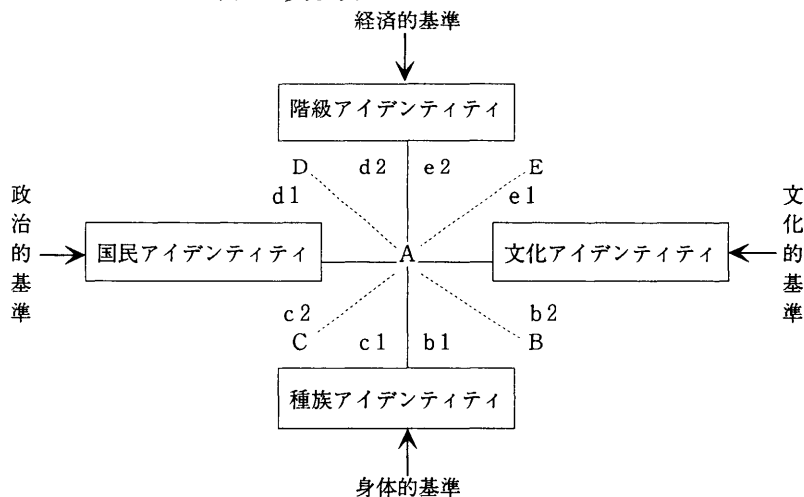 経済的基準
階級アイデンティティ
D d2 e2 E
d1 e1
政治的基準
国民アイデンティティ
A
文化アイデンティティ
文化的基準
c2 b2
C c1 b1 B
種族アイデンティティ
身体的基準